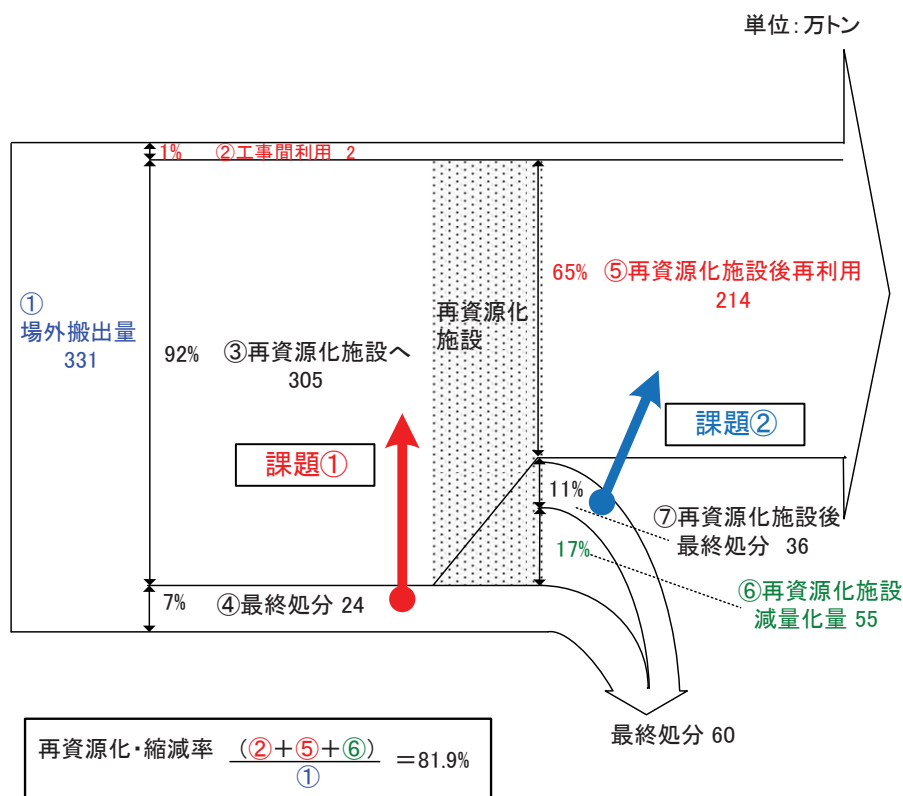 単位：万トン
1% ②工事間利用 2
①
場外搬出量
331
92% ③再資源化施設へ
305
再資源化
施設
65% ⑤再資源化施設後再利用
214
課題①
課題②
11%
⑦再資源化施設後
最終処分 36
17%
⑥再資源化施設
減量化量 55
7% ④最終処分 24
最終処分 60
再資源化・縮減率 (②＋⑤＋⑥)
① ＝81.9%